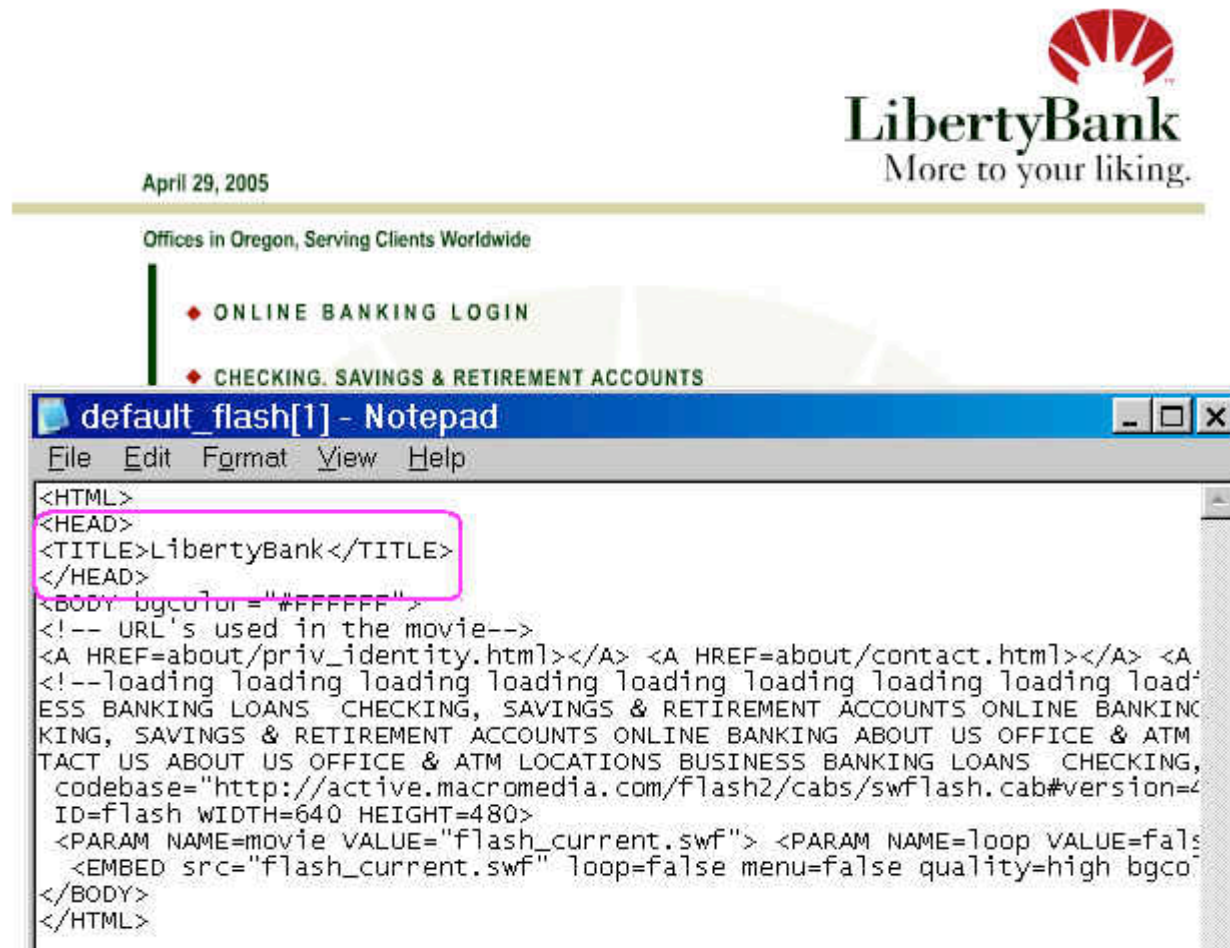 LibertyBank
More to your liking.
April 29, 2005
Offices in Oregon, Serving Clients Worldwide
ONLINE BANKING LOGIN
CHECKING, SAVINGS & RETIREMENT ACCOUNTS
default_flash[1] - Notepad
File Edit Format View Help
<HTML>
<HEAD>
<TITLE>LibertyBank</TITLE>
</HEAD>
<BODY bgcolor="#FFFFFF">
<!-- URL's used in the movie-->
<A HREF=about/priv_identity.html></A> <A HREF=about/contact.html></A> <A
<!--loading loading loading loading loading loading loading loading load
ESS BANKING LOANS  CHECKING, SAVINGS & RETIREMENT ACCOUNTS ONLINE BANKING
KING, SAVINGS & RETIREMENT ACCOUNTS ONLINE BANKING ABOUT US OFFICE & ATM
TACT US ABOUT US OFFICE & ATM LOCATIONS BUSINESS BANKING LOANS  CHECKING,
codebase="http://active.macromedia.com/flash2/cabs/swflash.cab#version=4
ID=flash WIDTH=640 HEIGHT=480>
<PARAM NAME=movie VALUE="flash_current.swf"> <PARAM NAME=loop VALUE=fals
<EMBED src="flash_current.swf" loop=false menu=false quality=high bgco
</BODY>
</HTML>